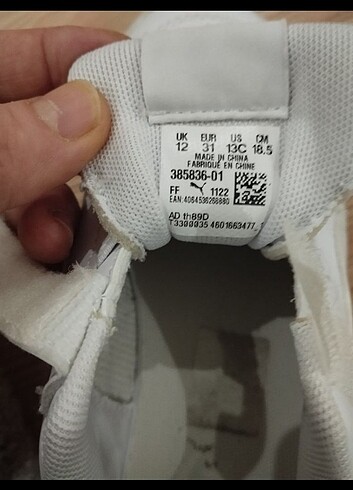 UK EUR US CM
12 31 13C 18.5
MADE IN CHINA
FABRIQUÉ EN CHINE
385836-01
FF 1122
EAN: 4064536268880
AD th89D
T3300035 4601663477